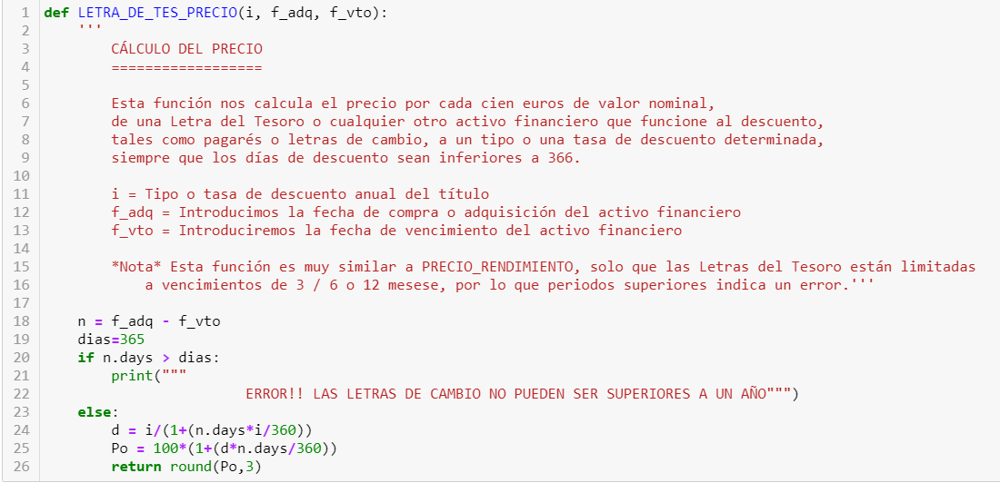 1 def LETRA_DE_TES_PRECIO(i, f_adq, f_vto):
2     '''
3         CÁLCULO DEL PRECIO
4         ==================
5
6         Esta función nos calcula el precio por cada cien euros de valor nominal,
7         de una Letra del Tesoro o cualquier otro activo financiero que funcione al descuento,
8         tales como pagarés o letras de cambio, a un tipo o una tasa de descuento determinada,
9         siempre que los días de descuento sean inferiores a 366.
10
11         i = Tipo o tasa de descuento anual del título
12         f_adq = Introducimos la fecha de compra o adquisición del activo financiero
13         f_vto = Introduciremos la fecha de vencimiento del activo financiero
14
15         *Nota* Esta función es muy similar a PRECIO_RENDIMIENTO, solo que las Letras del Tesoro están limitadas
16             a vencimientos de 3 / 6 o 12 mesese, por lo que periodos superiores indica un error.'''
17
18     n = f_adq - f_vto
19     dias=365
20     if n.days > dias:
21         print("""
22                         ERROR!! LAS LETRAS DE CAMBIO NO PUEDEN SER SUPERIORES A UN AÑO""")
23     else:
24         d = i/(1+(n.days*i/360))
25         Po = 100*(1+(d*n.days/360))
26         return round(Po,3)